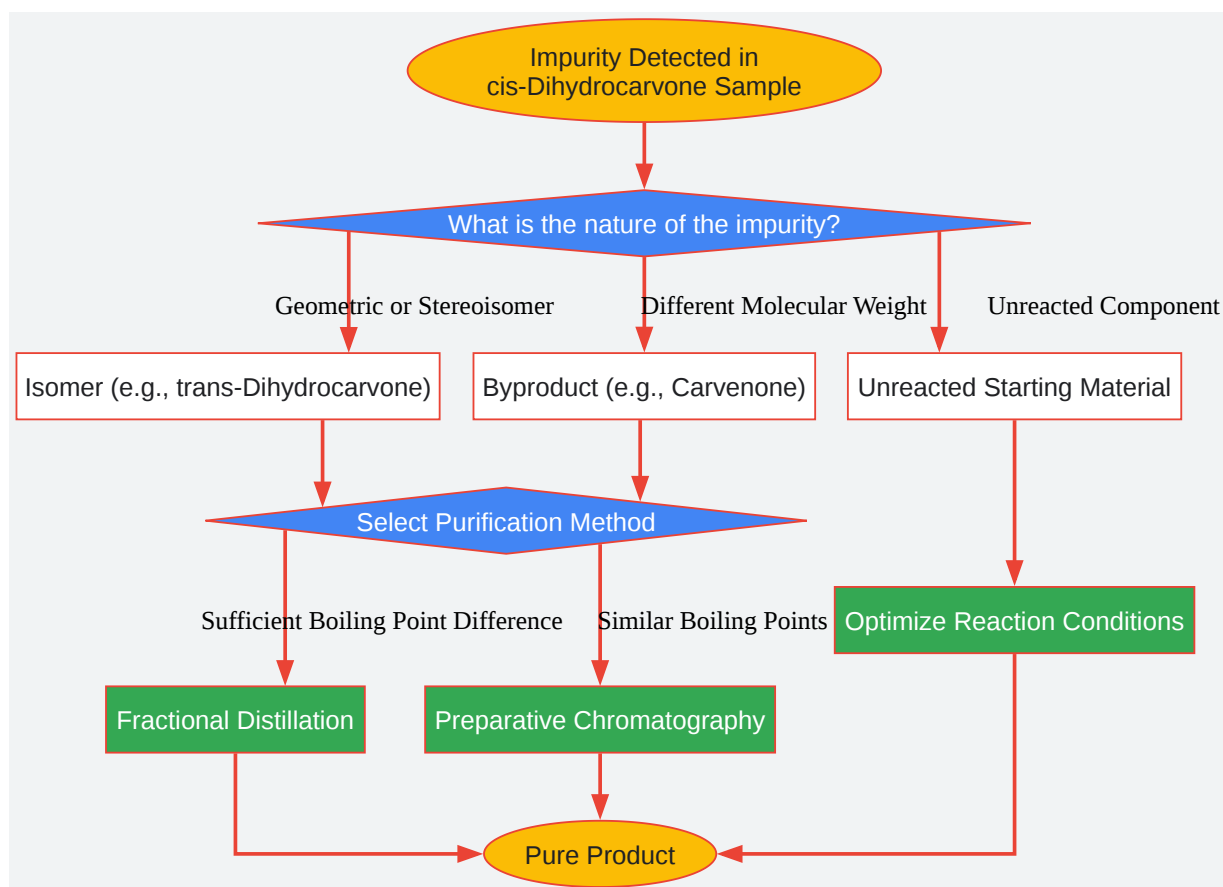 Impurity Detected in
cis-Dihydrocarvone Sample
What is the nature of the impurity?
Geometric or Stereoisomer
Different Molecular Weight
Unreacted Component
Isomer (e.g., trans-Dihydrocarvone)
Byproduct (e.g., Carvenone)
Unreacted Starting Material
Select Purification Method
Sufficient Boiling Point Difference
Similar Boiling Points
Optimize Reaction Conditions
Fractional Distillation
Preparative Chromatography
Pure Product